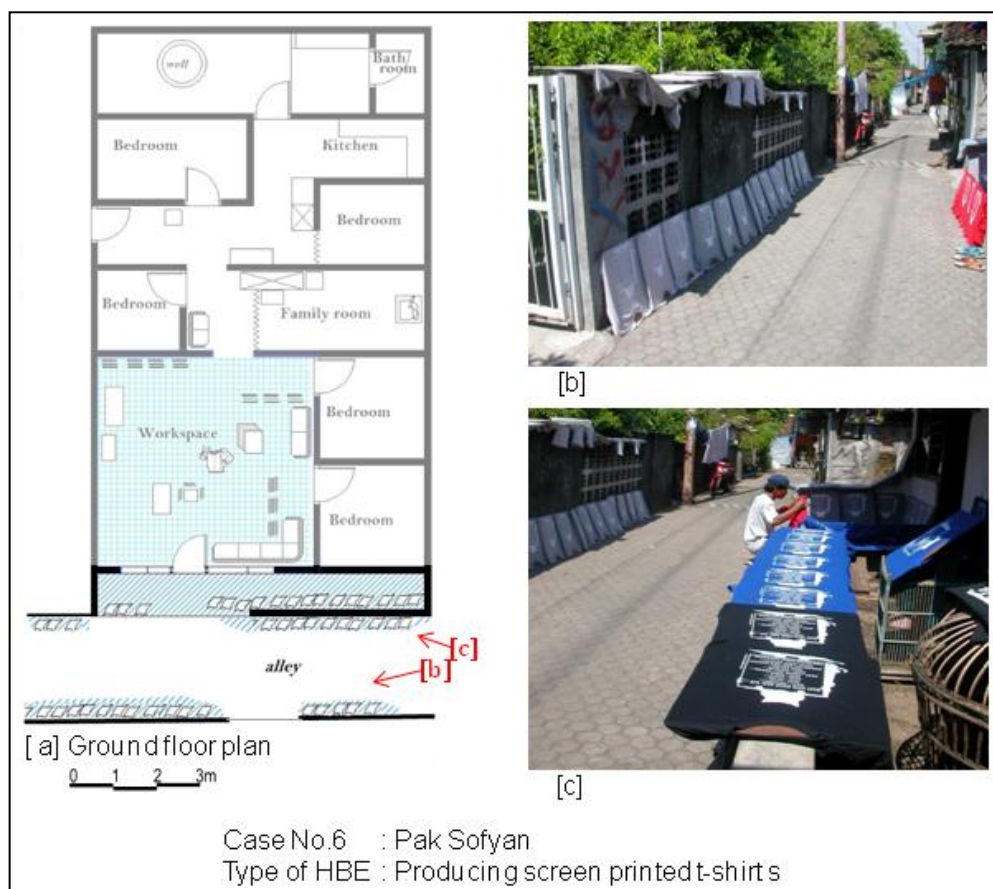 well
Bath
room
Bedroom
Kitchen
Bedroom
Bedroom
Family room
Workspace
Bedroom
Bedroom
[c]
alley
[b]
[a] Ground floor plan
0 1 2 3m
[b]
[c]
Case No.6 : Pak Sofyan
Type of HBE : Producing screen printed t-shirts